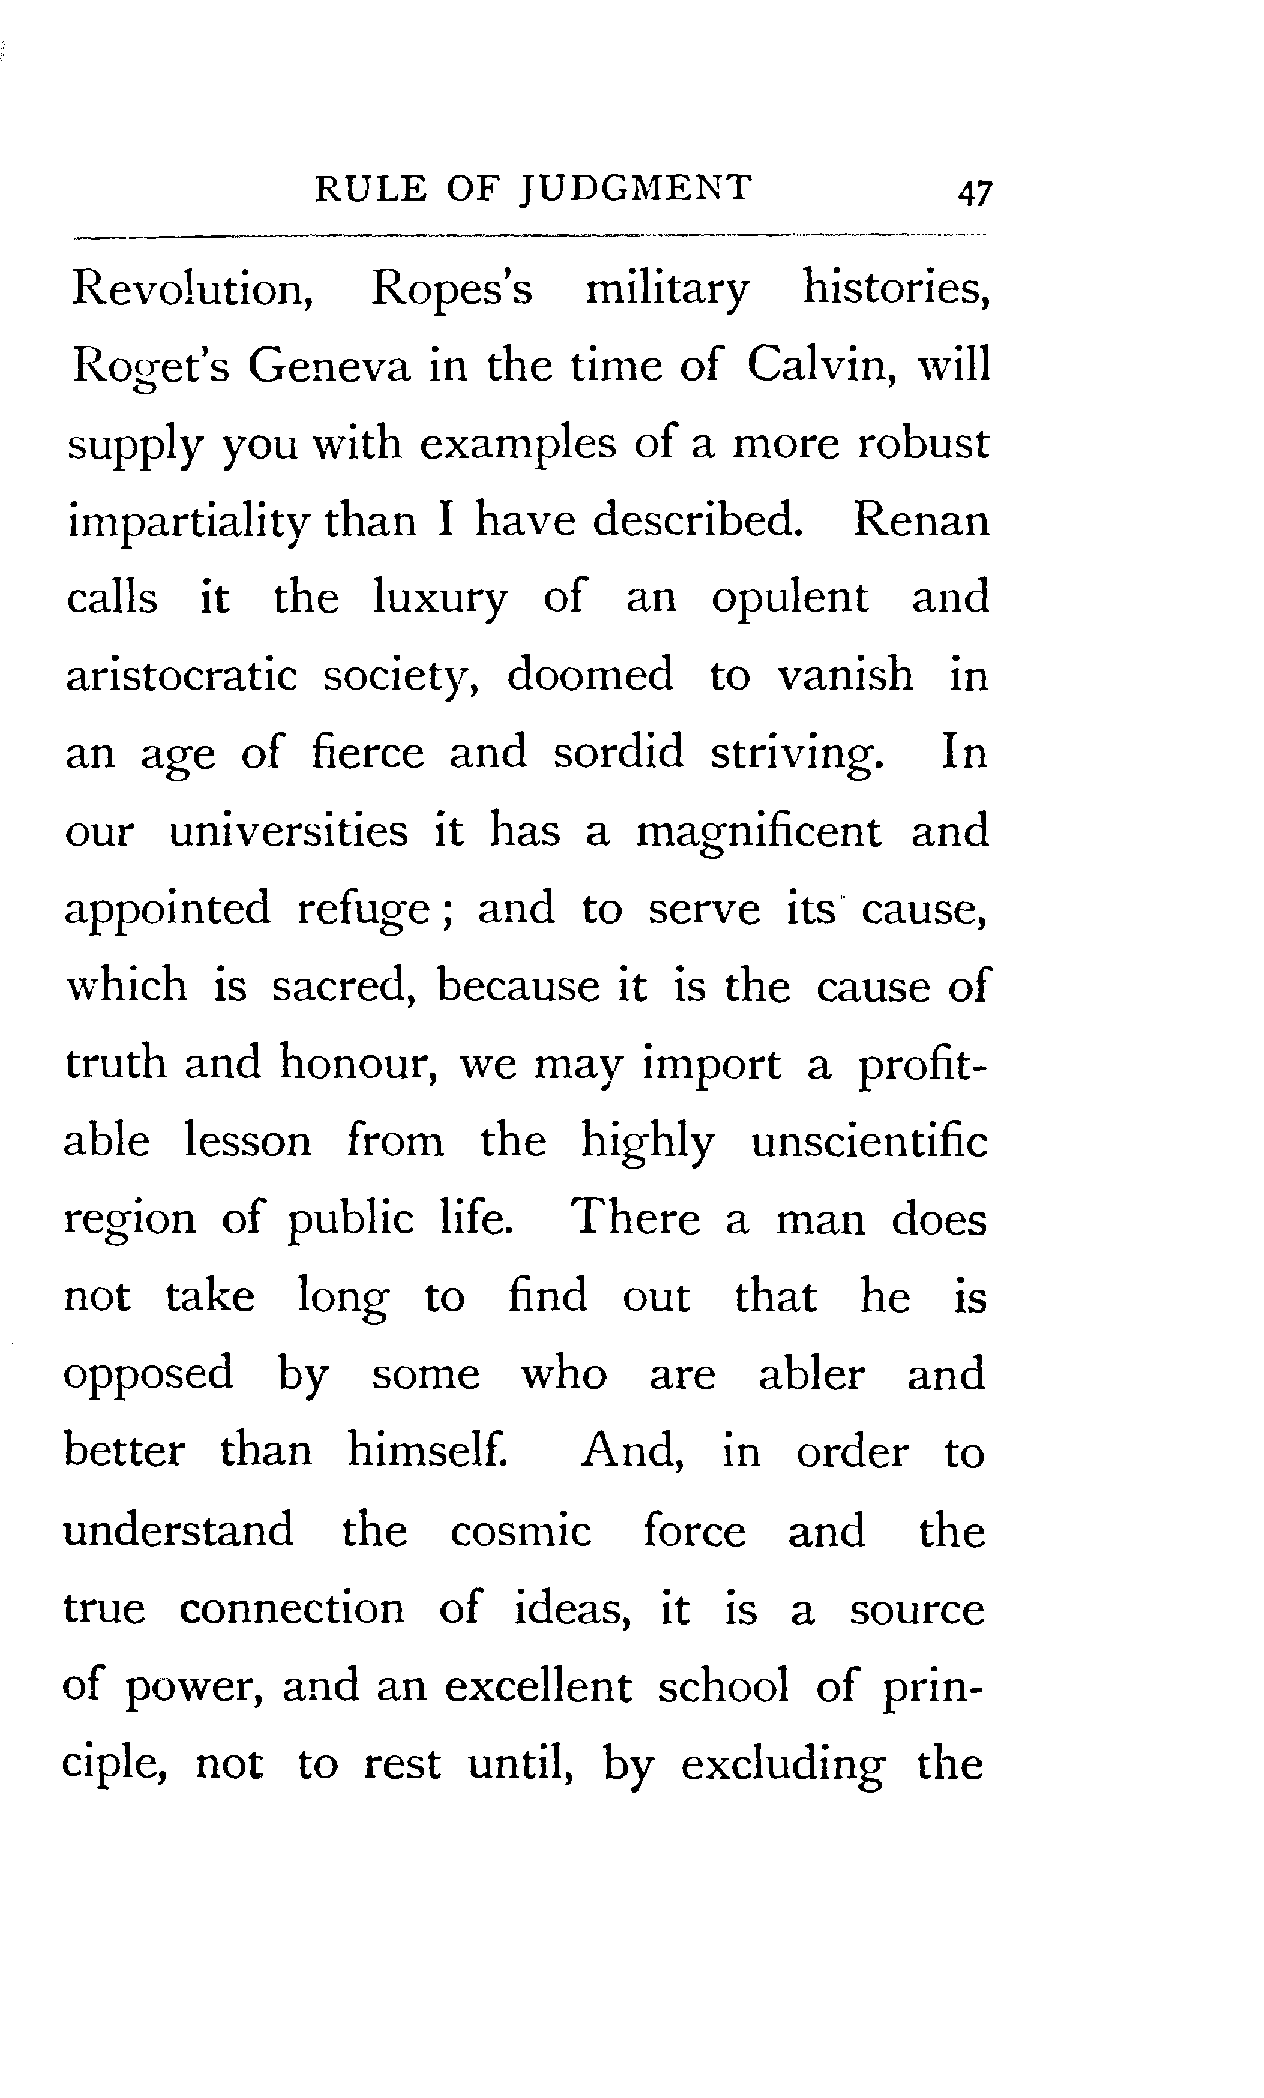 RULE OF JUDGMENT 47
Revolution, Ropes's military histories,
Roget's Geneva in the time of Calvin, will
supply you with examples of a more robust
impartiality than I have described. Renan
calls it the luxury of an opulent and
aristocratic society, doomed to vanish in
an age of fierce and sordid striving. In
our universities it has a magnificent and
appointed refuge ; and to serve its cause,
which is sacred, because it is the cause of
truth and honour, we may import a profit-
able lesson from the highly unscientific
region of public life. There a man does
not take long to find out that he is
opposed by some who are abler and
better than himself. And, in order to
understand the cosmic force and the
true connection of ideas, it is a source
of power, and an excellent school of prin-
ciple, not to rest until, by excluding the